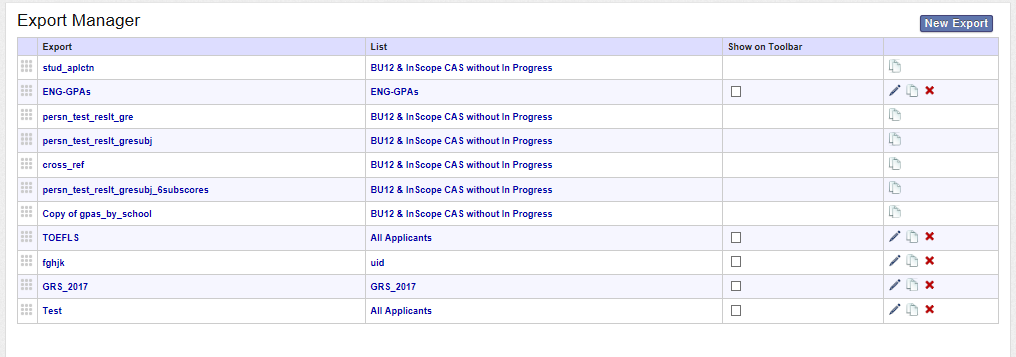 Export Manager
New Export
Export List Show on Toolbar
stud_aplctn BU12 & InScope CAS without In Progress
ENG-GPAs ENG-GPAs
persn_test_reslt_gre BU12 & InScope CAS without In Progress
persn_test_reslt_gresubj BU12 & InScope CAS without In Progress
cross_ref BU12 & InScope CAS without In Progress
persn_test_reslt_gresubj_6subscores BU12 & InScope CAS without In Progress
Copy of gpas_by_school BU12 & InScope CAS without In Progress
TOEFLS All Applicants
fghjk uid
GRS_2017 GRS_2017
Test All Applicants